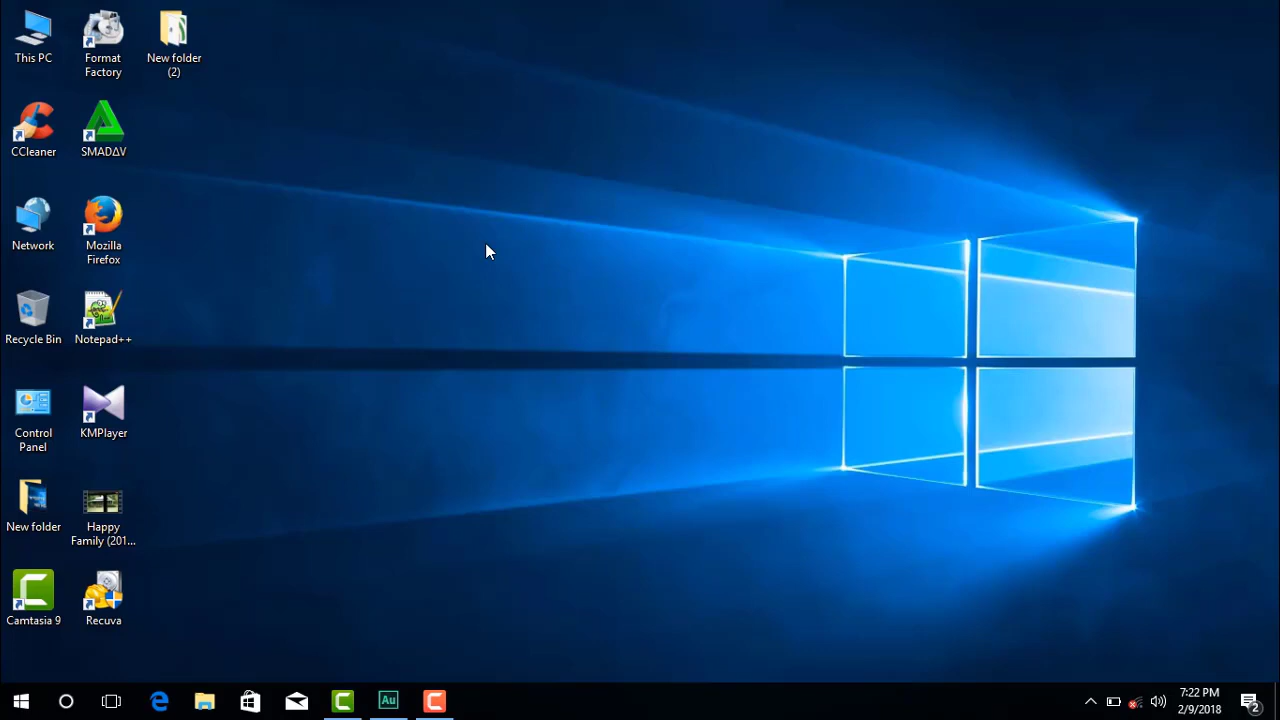 This PC
Format
Factory
New folder
(2)
CCleaner
SMADΔV
Network
Mozilla
Firefox
Recycle Bin
Notepad++
Control
Panel
KMPlayer
New folder
Happy
Family (201...
Camtasia 9
Recuva
Au
7:22 PM
2/9/2018
2